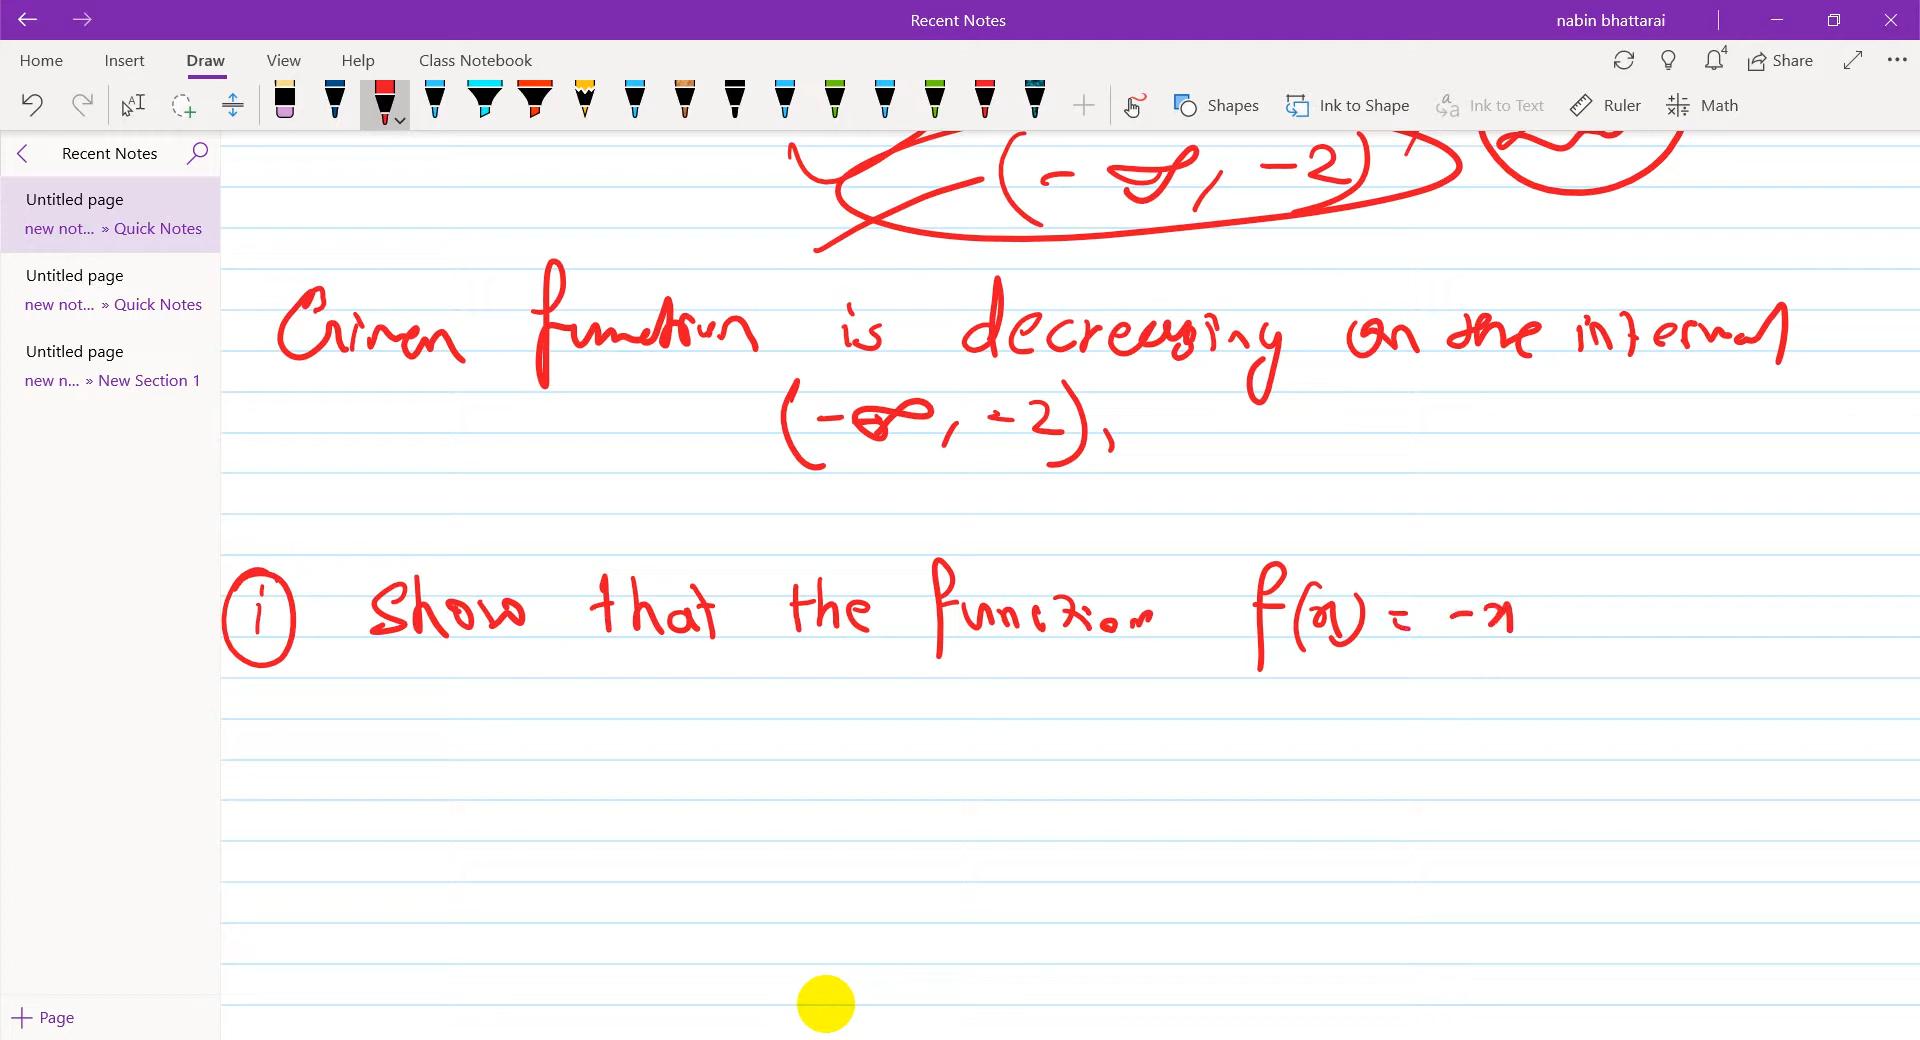 Recent Notes
nabin bhattarai
Home Insert Draw View Help Class Notebook
4
Share
Shapes Ink to Shape Ink to Text Ruler Math
Recent Notes
Untitled page
new not... » Quick Notes
Untitled page
new not... » Quick Notes
Untitled page
new n... » New Section 1
Page
(-∞, -2)
Given function is decreasing on the interval
(-∞, -2),
i Show that the function f(x) = -x